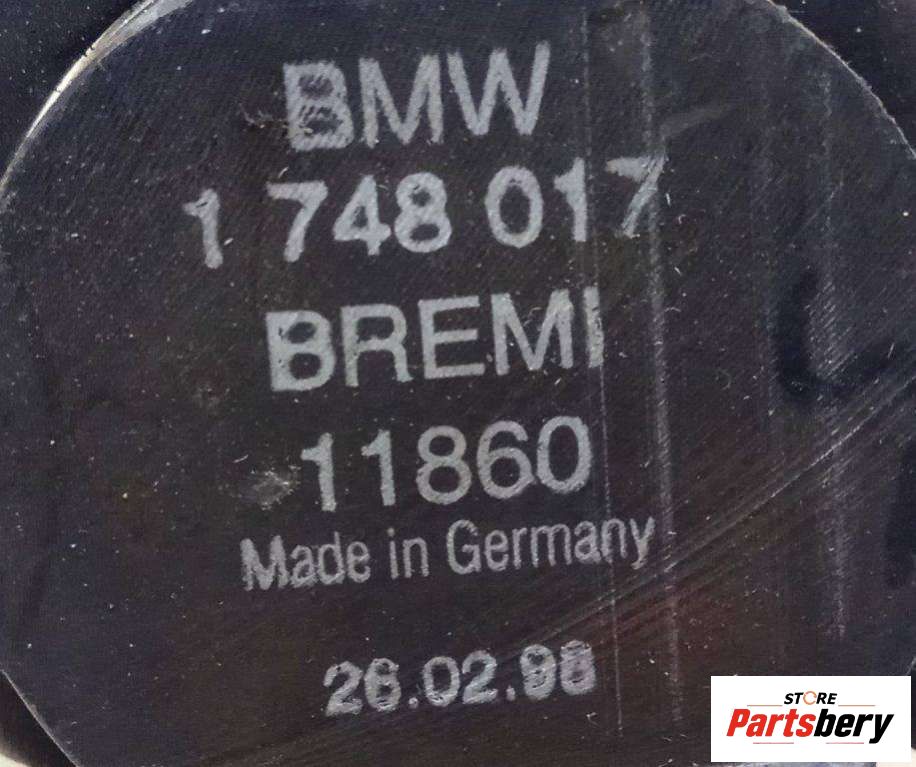 BMW
1 748 017
BREMI
11860
Made in Germany
26.02.98
STORE
Partsbery